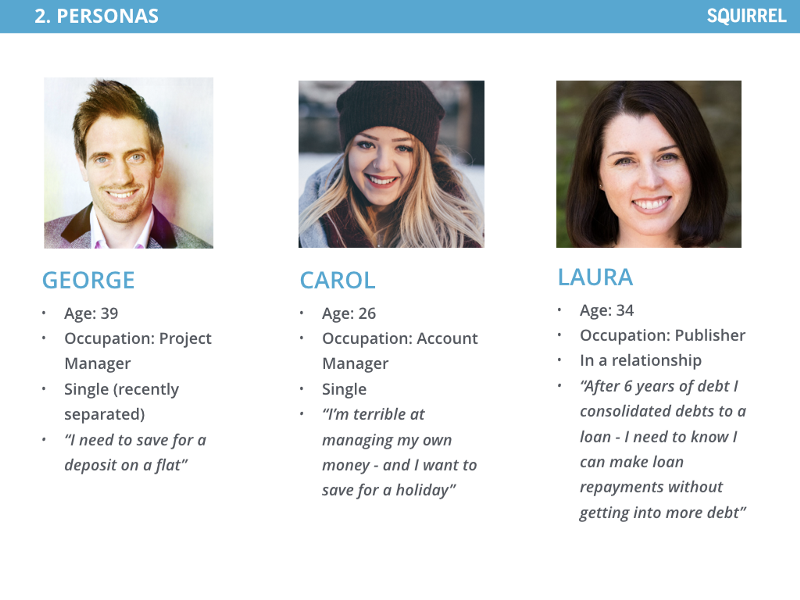 2. PERSONAS
SQUIRREL
GEORGE
• Age: 39
• Occupation: Project
Manager
• Single (recently
separated)
• “I need to save for a
deposit on a flat”
CAROL
• Age: 26
• Occupation: Account
Manager
• Single
• “I’m terrible at
managing my own
money - and I want to
save for a holiday”
LAURA
• Age: 34
• Occupation: Publisher
• In a relationship
• “After 6 years of debt I
consolidated debts to a
loan - I need to know I
can make loan
repayments without
getting into more debt”